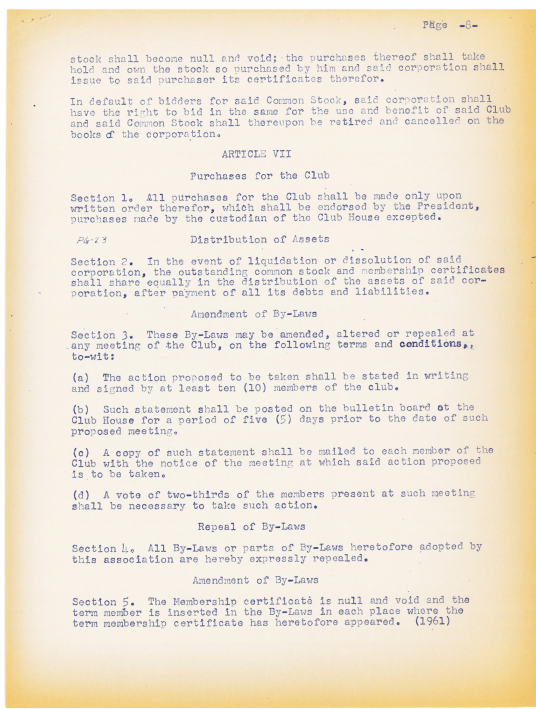 Page -8-
stock shall become null and void; the purchases thereof shall take
hold and own the stock so purchased by him and said corporation shall
issue to said purchaser its certificates therefor.
In default of bidders for said Common Stock, said corporation shall
have the right to bid in the same for the use and benefit of said Club
and said Common Stock shall thereupon be retired and cancelled on the
books of the corporation.
ARTICLE VII
Purchases for the Club
Section 1. All purchases for the Club shall be made only upon
written order therefor, which shall be endorsed by the President,
purchases made by the custodian of the Club House excepted.
PG-23 Distribution of Assets
Section 2. In the event of liquidation or dissolution of said
corporation, the outstanding common stock and membership certificates
shall share equally in the distribution of the assets of said cor-
poration, after payment of all its debts and liabilities.
Amendment of By-Laws
Section 3. These By-Laws may be amended, altered or repealed at
any meeting of the Club, on the following terms and conditions,
to-wit:
(a) The action proposed to be taken shall be stated in writing
and signed by at least ten (10) members of the club.
(b) Such statement shall be posted on the bulletin board at the
Club House for a period of five (5) days prior to the date of such
proposed meeting.
(c) A copy of such statement shall be mailed to each member of the
Club with the notice of the meeting at which said action proposed
is to be taken.
(d) A vote of two-thirds of the members present at such meeting
shall be necessary to take such action.
Repeal of By-Laws
Section 4. All By-Laws or parts of By-Laws heretofore adopted by
this association are hereby expressly repealed.
Amendment of By-Laws
Section 5. The Membership certificate is null and void and the
term member is inserted in the By-Laws in each place where the
term membership certificate has heretofore appeared. (1961)